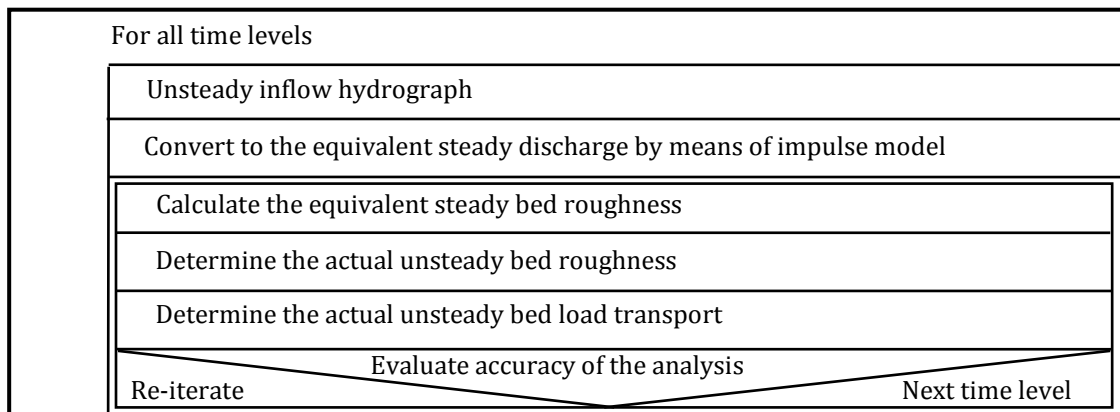 For all time levels
Unsteady inflow hydrograph
Convert to the equivalent steady discharge by means of impulse model
Calculate the equivalent steady bed roughness
Determine the actual unsteady bed roughness
Determine the actual unsteady bed load transport
Evaluate accuracy of the analysis
Re-iterate
Next time level